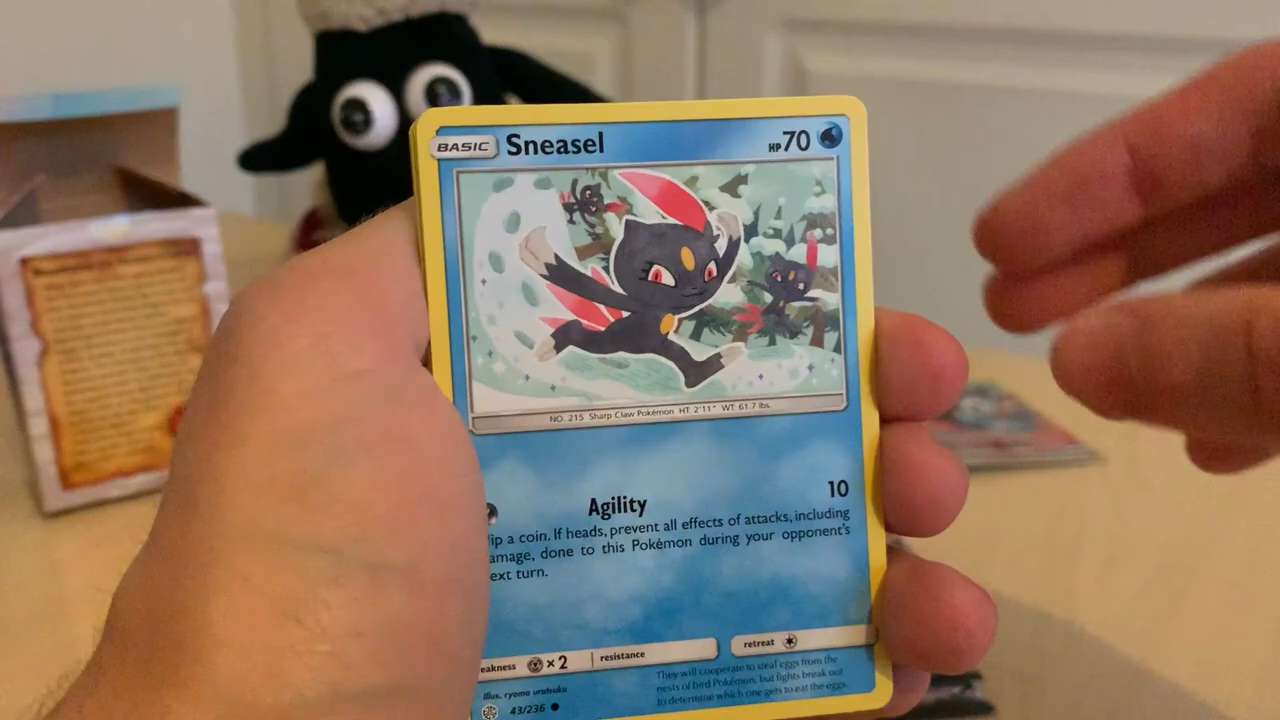 BASIC Sneasel HP 70
NO. 215 Sharp Claw Pokémon HT: 2'11" WT: 61.7 lbs.
Agility 10
ip a coin. If heads, prevent all effects of attacks, including
amage, done to this Pokémon during your opponent's
ext turn.
eakness ×2 resistance retreat
They will cooperate to steal eggs from the
nests of bird Pokémon, but fights break out
to determine which one gets to eat the eggs.
Illus. ryoma uratsuka
43/236